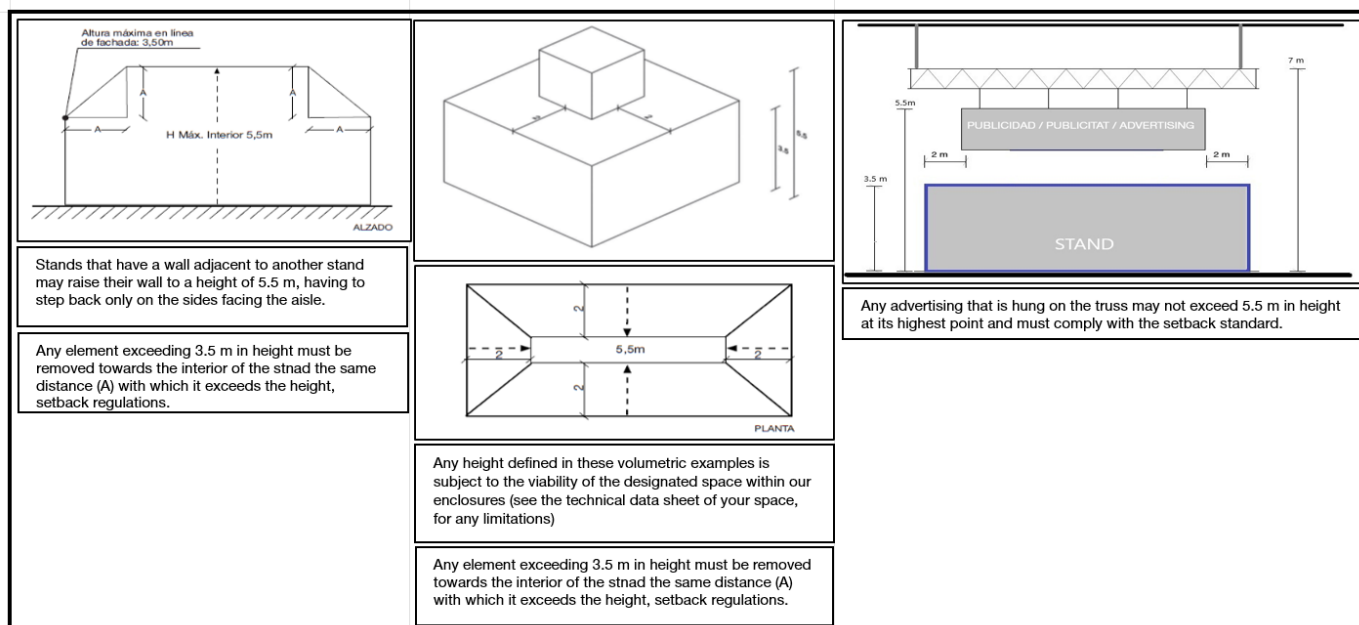 Altura máxima en línea
de fachada: 3,50m
A
A
A
A
H Máx. Interior 5,5m
ALZADO
Stands that have a wall adjacent to another stand
may raise their wall to a height of 5.5 m, having to
step back only on the sides facing the aisle.
Any element exceeding 3.5 m in height must be
removed towards the interior of the stnad the same
distance (A) with which it exceeds the height,
setback regulations.
3.5
5.5
2
2
5,5m
2
2
PLANTA
Any height defined in these volumetric examples is
subject to the viability of the designated space within our
enclosures (see the technical data sheet of your space,
for any limitations)
Any element exceeding 3.5 m in height must be removed
towards the interior of the stnad the same distance (A)
with which it exceeds the height, setback regulations.
7 m
5.5m
PUBLICIDAD / PUBLICITAT / ADVERTISING
2 m
2 m
3.5 m
STAND
Any advertising that is hung on the truss may not exceed 5.5 m in height
at its highest point and must comply with the setback standard.